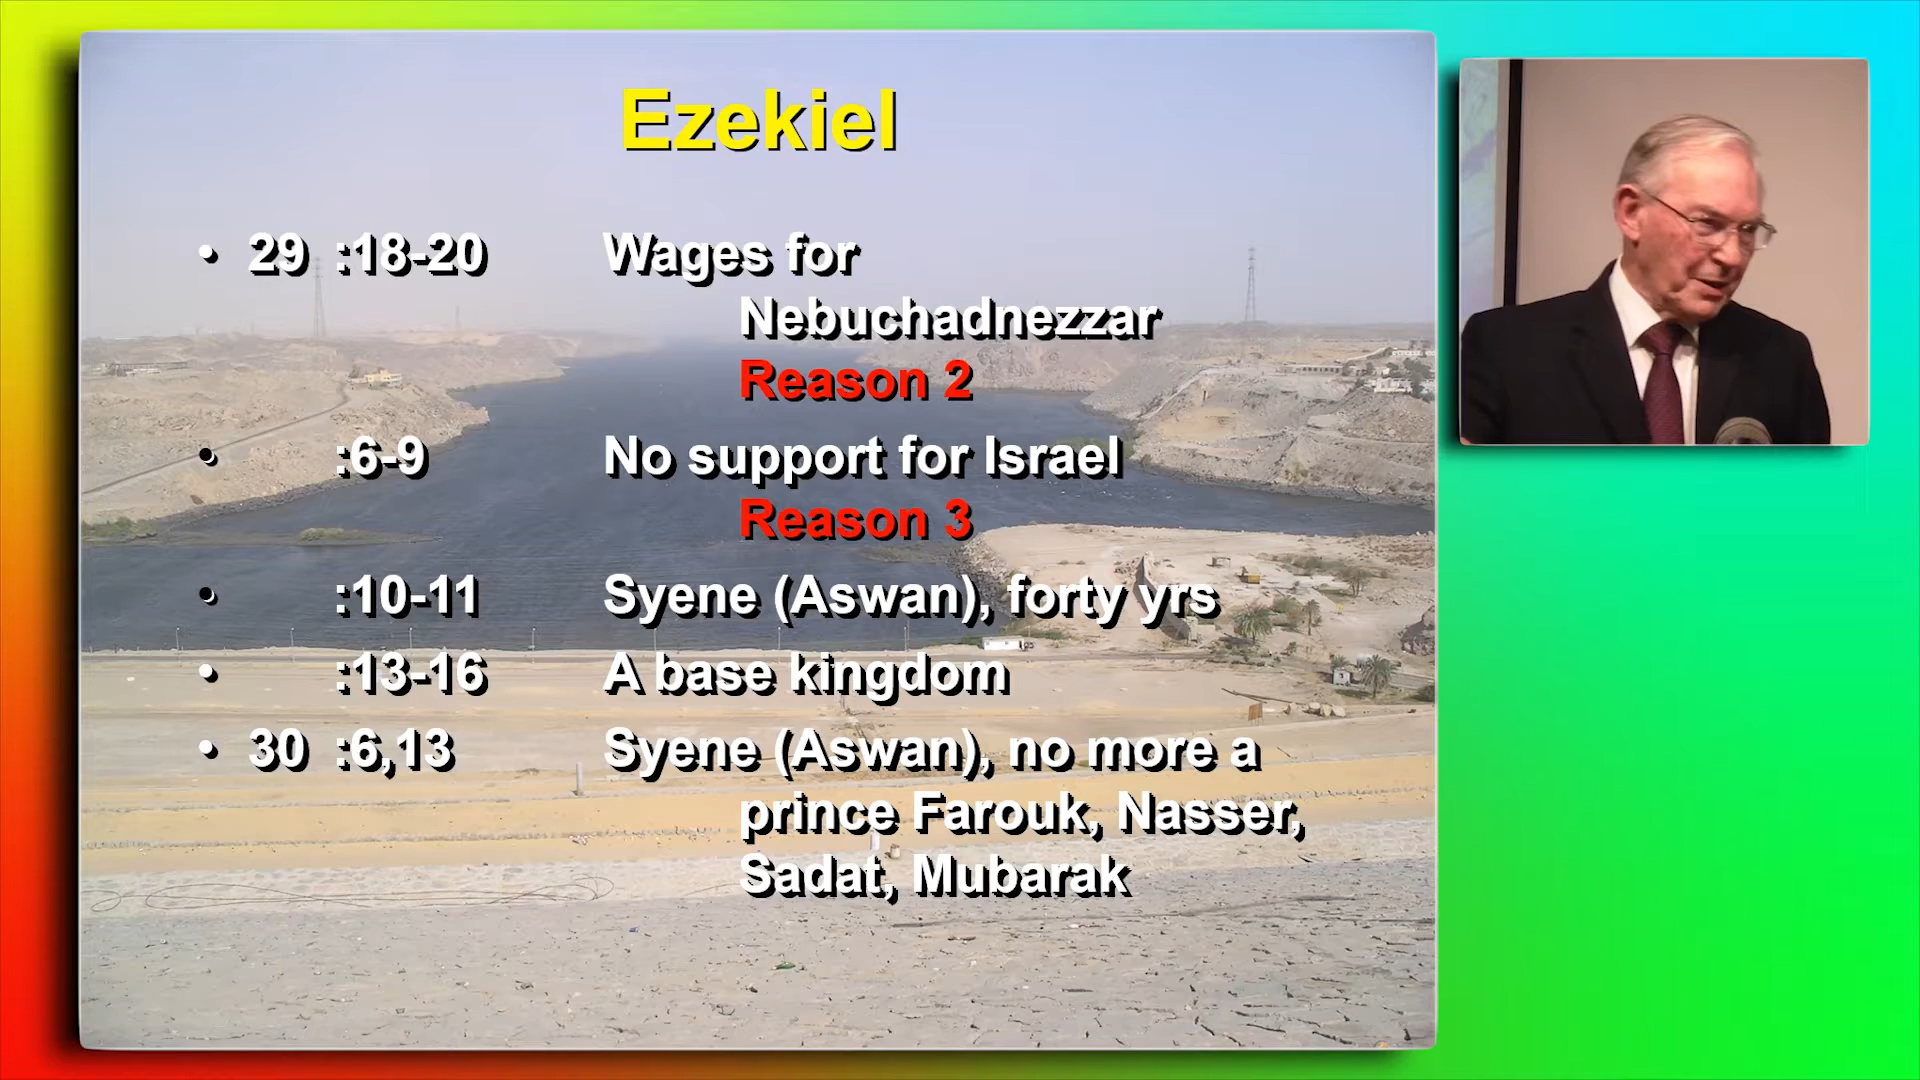 Ezekiel
• 29 :18-20 Wages for
Nebuchadnezzar
Reason 2
• :6-9 No support for Israel
Reason 3
• :10-11 Syene (Aswan), forty yrs
• :13-16 A base kingdom
• 30 :6,13 Syene (Aswan), no more a
prince Farouk, Nasser,
Sadat, Mubarak